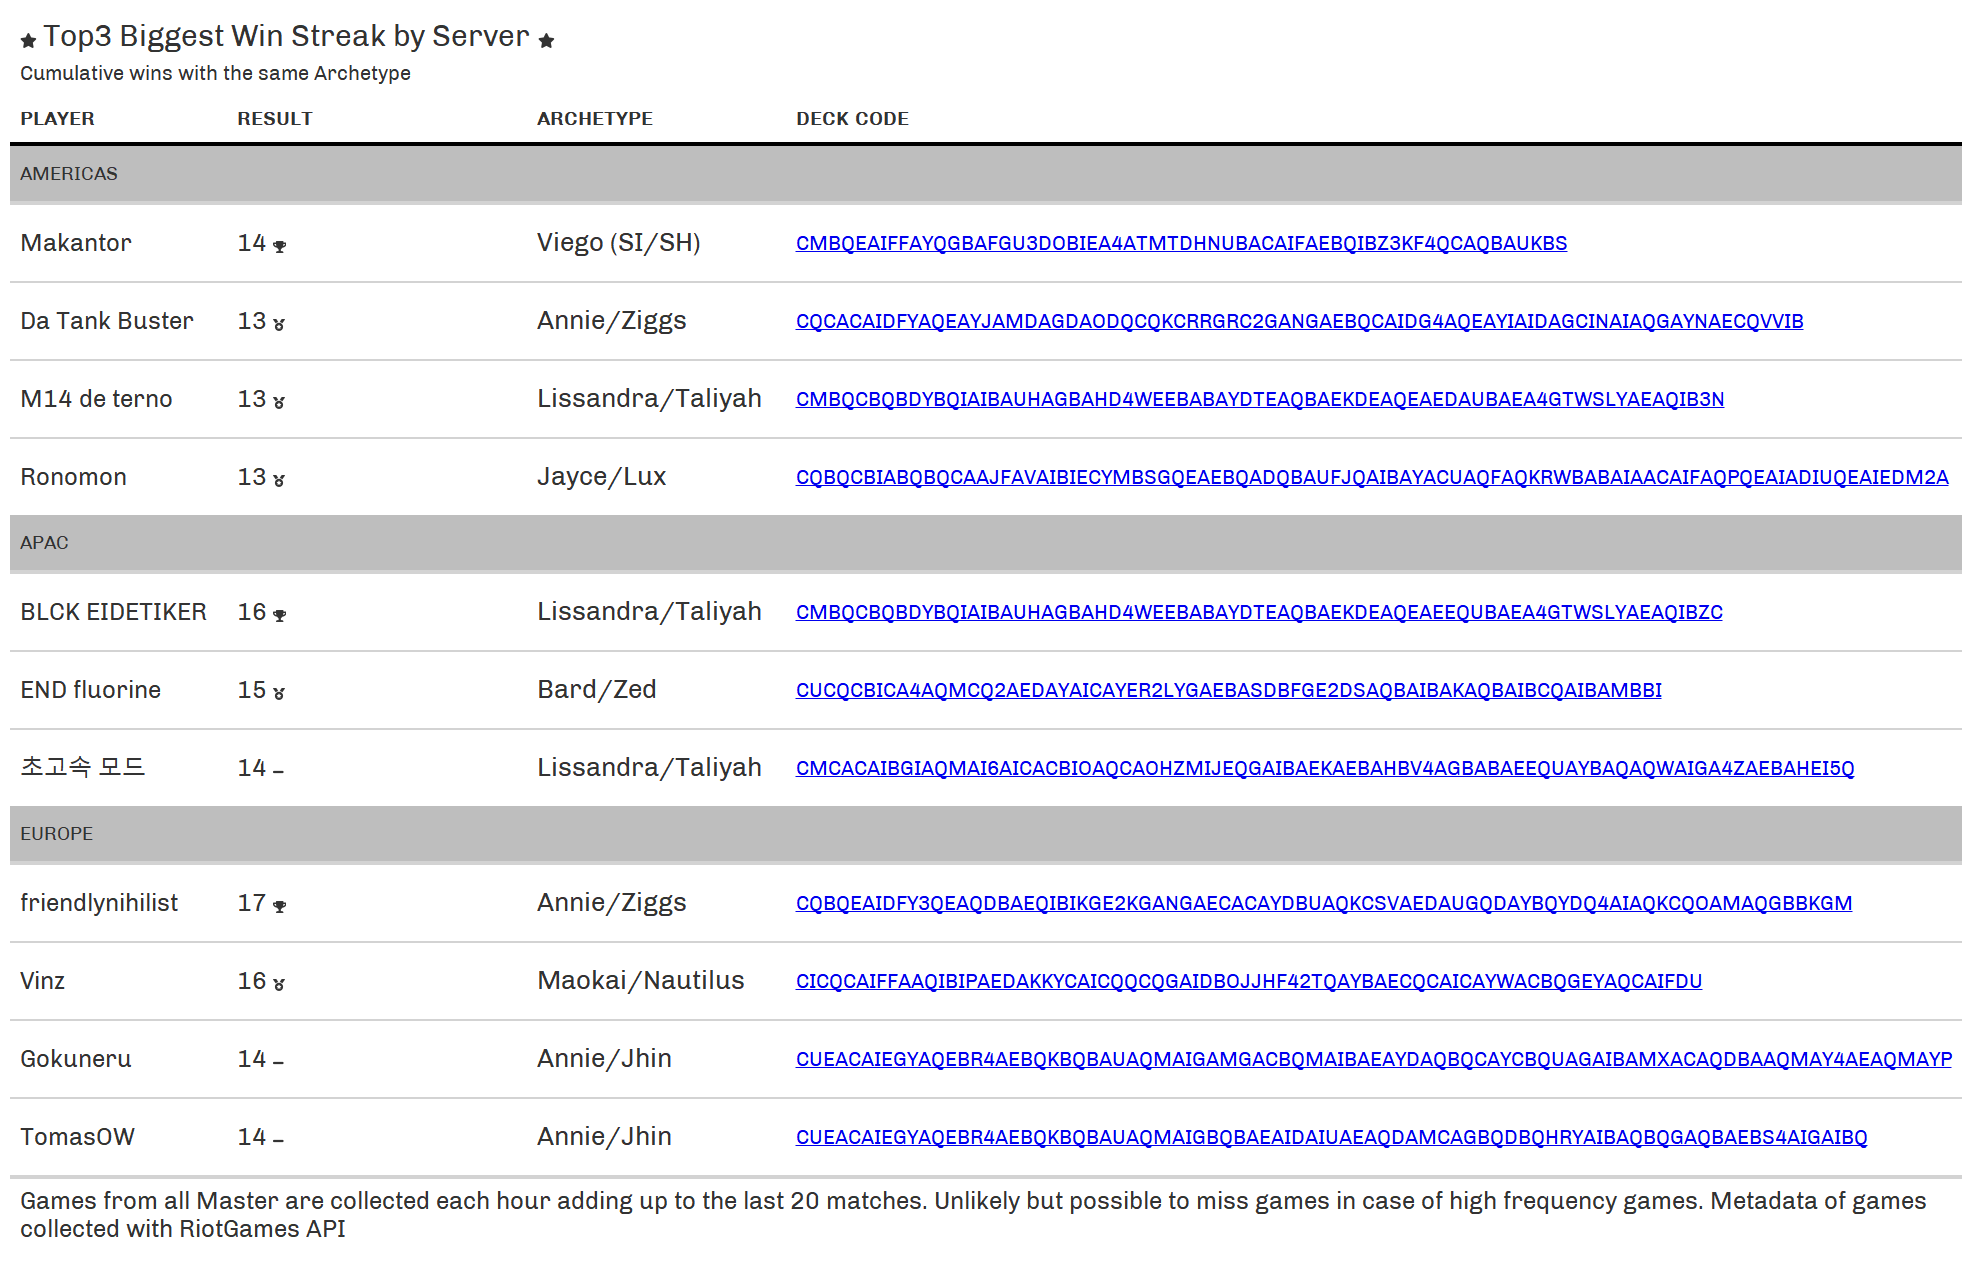 ★ Top3 Biggest Win Streak by Server ★
Cumulative wins with the same Archetype
PLAYER RESULT ARCHETYPE DECK CODE
AMERICAS
Makantor 14 Viego (SI/SH) CMBQEAIFFAYQGBAFGU3DOBIEA4ATMTDHNUBACAIFAEBQIBZ3KF4QCAQBAUKBS
Da Tank Buster 13 Annie/Ziggs CQCACAIDFYAQEAYJAMDAGDAODQCQKCRRGRC2GANGAEBQCAIDG4AQEAYIAIDAGCINAIAQGAYNAECQVVIB
M14 de terno 13 Lissandra/Taliyah CMBQCBQBDYBQIAIBAUHAGBAHD4WEEBABAYDTEAQBAEKDEAQEAEDAUBAEA4GTWSLYAEAQIB3N
Ronomon 13 Jayce/Lux CQBQCBIABQBQCAAJFAVAIBIECYMBSGQEAEBQADQBAUFJQAIBAYACUAQFAQKRWBABAIAACAIFAQPQEAIADIUQEAIEDM2A
APAC
BLCK EIDETIKER 16 Lissandra/Taliyah CMBQCBQBDYBQIAIBAUHAGBAHD4WEEBABAYDTEAQBAEKDEAQEAEEQUBAEA4GTWSLYAEAQIBZC
END fluorine 15 Bard/Zed CUCQCBICA4AQMCQ2AEDAYAICAYER2LYGAEBASDBFGE2DSAQBAIBAKAQBAIBCQAIBAMBBI
초고속 모드 14 – Lissandra/Taliyah CMCACAIBGIAQMAI6AICACBIOAQCAOHZMIJEQGAIBAEKAEBAHBV4AGBABAEEQUAYBAQAQWAIGA4ZAEBAHEI5Q
EUROPE
friendlynihilist 17 Annie/Ziggs CQBQEAIDFY3QEAQDBAEQIBIKGE2KGANGAECACAYDBUAQKCSVAEDAUGQDAYBQYDQ4AIAQKCQOAMAQGBBKGM
Vinz 16 Maokai/Nautilus CICQCAIFFAAQIBIPAEDAKKYCAICQQCQGAIDBOJJHF42TQAYBAECQCAICAYWACBQGEYAQCAIFDU
Gokuneru 14 – Annie/Jhin CUEACAIEGYAQEBR4AEBQKBQBAUAQMAIGAMGACBQMAIBAEAYDAQBQCAYCBQUAGAIBAMXACAQDBAAQMAY4AEAQMAYP
TomasOW 14 – Annie/Jhin CUEACAIEGYAQEBR4AEBQKBQBAUAQMAIGBQBAEAIDAIUAEAQDAMCAGBQDBQHRYAIBAQBQGAQBAEBS4AIGAIBQ
Games from all Master are collected each hour adding up to the last 20 matches. Unlikely but possible to miss games in case of high frequency games. Metadata of games
collected with RiotGames API